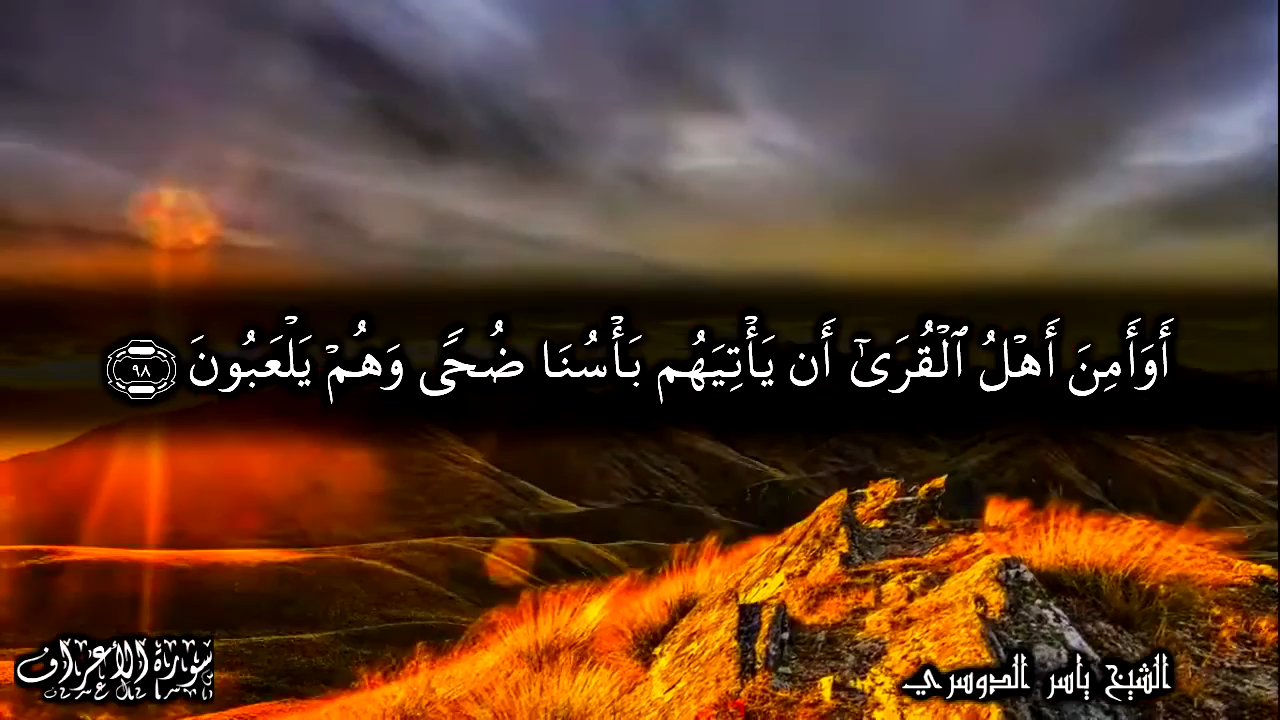 أَوَأَمِنَ أَهْلُ ٱلْقُرَىٰٓ أَن يَأْتِيَهُم بَأْسُنَا ضُحًى وَهُمْ يَلْعَبُونَ ٩٨
سورة الأعراف
الشيخ ياسر الدوسري